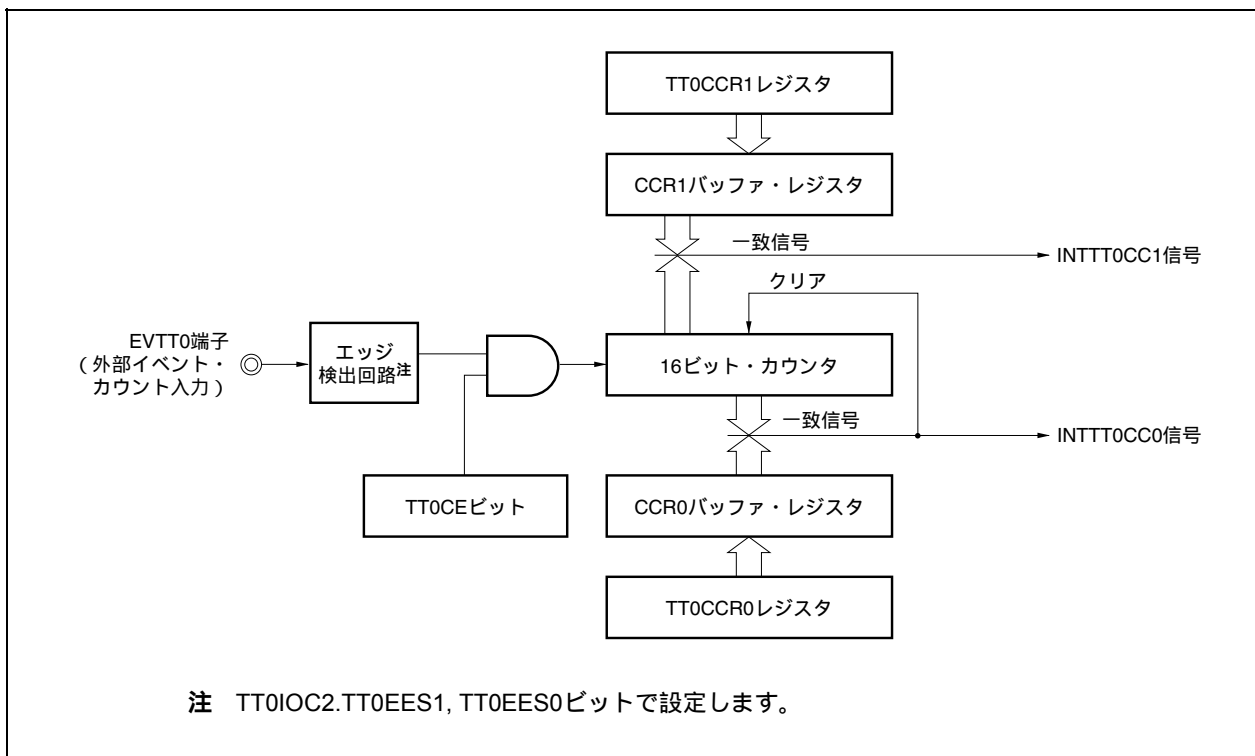 TT0CCR1レジスタ
CCR1バッファ・レジスタ
一致信号
INTTT0CC1信号
クリア
EVTT0端子
（外部イベント・
カウント入力）
エッジ
検出回路注
16ビット・カウンタ
一致信号
INTTT0CC0信号
TT0CEビット
CCR0バッファ・レジスタ
TT0CCR0レジスタ
注 TT0IOC2.TT0EES1, TT0EES0ビットで設定します。